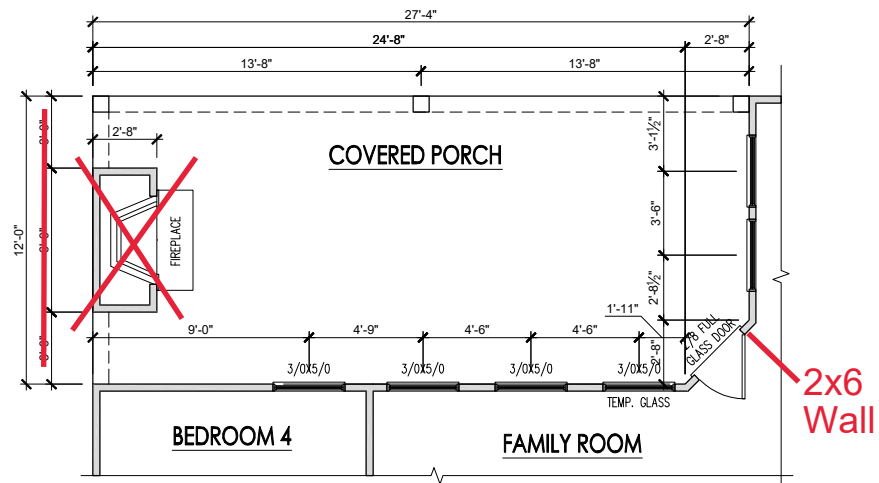 27'-4"
24'-8"
2'-8"
13'-8"
13'-8"
2'-8"
COVERED PORCH
3'-1½"
12'-0"
FIREPLACE
3'-6"
2'-8½"
1'-11"
9'-0"
4'-9"
4'-6"
4'-6"
2'-8"
2/8 FULL
GLASS DOOR
3/0X5/0
3/0X5/0
3/0X5/0
3/0X5/0
TEMP. GLASS
2x6
Wall
BEDROOM 4
FAMILY ROOM